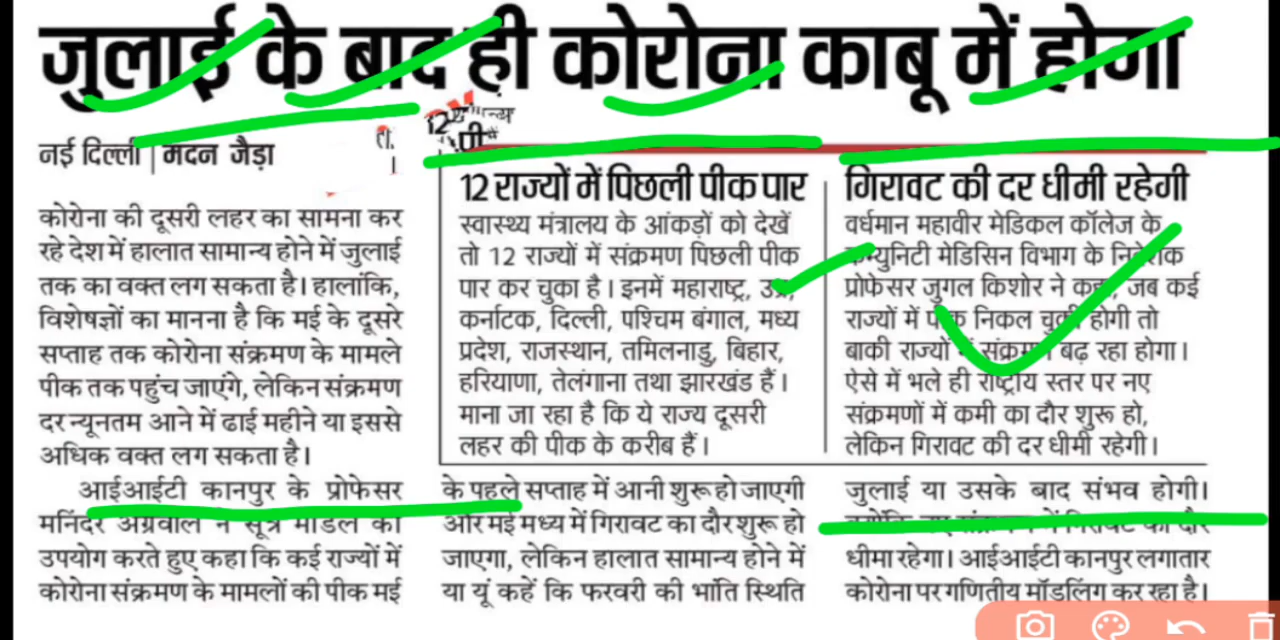 जुलाई के बाद ही कोरोना काबू में होगा
नई दिल्ली | मदन जैड़ा
कोरोना की दूसरी लहर का सामना कर
रहे देश में हालात सामान्य होने में जुलाई
तक का वक्त लग सकता है। हालांकि,
विशेषज्ञों का मानना है कि मई के दूसरे
सप्ताह तक कोरोना संक्रमण के मामले
पीक तक पहुंच जाएंगे, लेकिन संक्रमण
दर न्यूनतम आने में ढाई महीने या इससे
अधिक वक्त लग सकता है।
आईआईटी कानपुर के प्रोफेसर
मनिंदर अग्रवाल ने सूत्र मॉडल का
उपयोग करते हुए कहा कि कई राज्यों में
कोरोना संक्रमण के मामलों की पीक मई
12 राज्यों में पिछली पीक पार
स्वास्थ्य मंत्रालय के आंकड़ों को देखें
तो 12 राज्यों में संक्रमण पिछली पीक
पार कर चुका है। इनमें महाराष्ट्र, उप्र,
कर्नाटक, दिल्ली, पश्चिम बंगाल, मध्य
प्रदेश, राजस्थान, तमिलनाडु, बिहार,
हरियाणा, तेलंगाना तथा झारखंड हैं।
माना जा रहा है कि ये राज्य दूसरी
लहर की पीक के करीब हैं।
गिरावट की दर धीमी रहेगी
वर्धमान महावीर मेडिकल कॉलेज के
कम्युनिटी मेडिसिन विभाग के निदेशक
प्रोफेसर जुगल किशोर ने कहा, जब कई
राज्यों में पीक निकल चुकी होगी तो
बाकी राज्यों में संक्रमण बढ़ रहा होगा।
ऐसे में भले ही राष्ट्रीय स्तर पर नए
संक्रमणों में कमी का दौर शुरू हो,
लेकिन गिरावट की दर धीमी रहेगी।
के पहले सप्ताह में आनी शुरू हो जाएगी
और मई मध्य में गिरावट का दौर शुरू हो
जाएगा, लेकिन हालात सामान्य होने में
या यूं कहें कि फरवरी की भांति स्थिति
जुलाई या उसके बाद संभव होगी।
क्योंकि नए संक्रमण में गिरावट का दौर
धीमा रहेगा। आईआईटी कानपुर लगातार
कोरोना पर गणितीय मॉडलिंग कर रहा है।